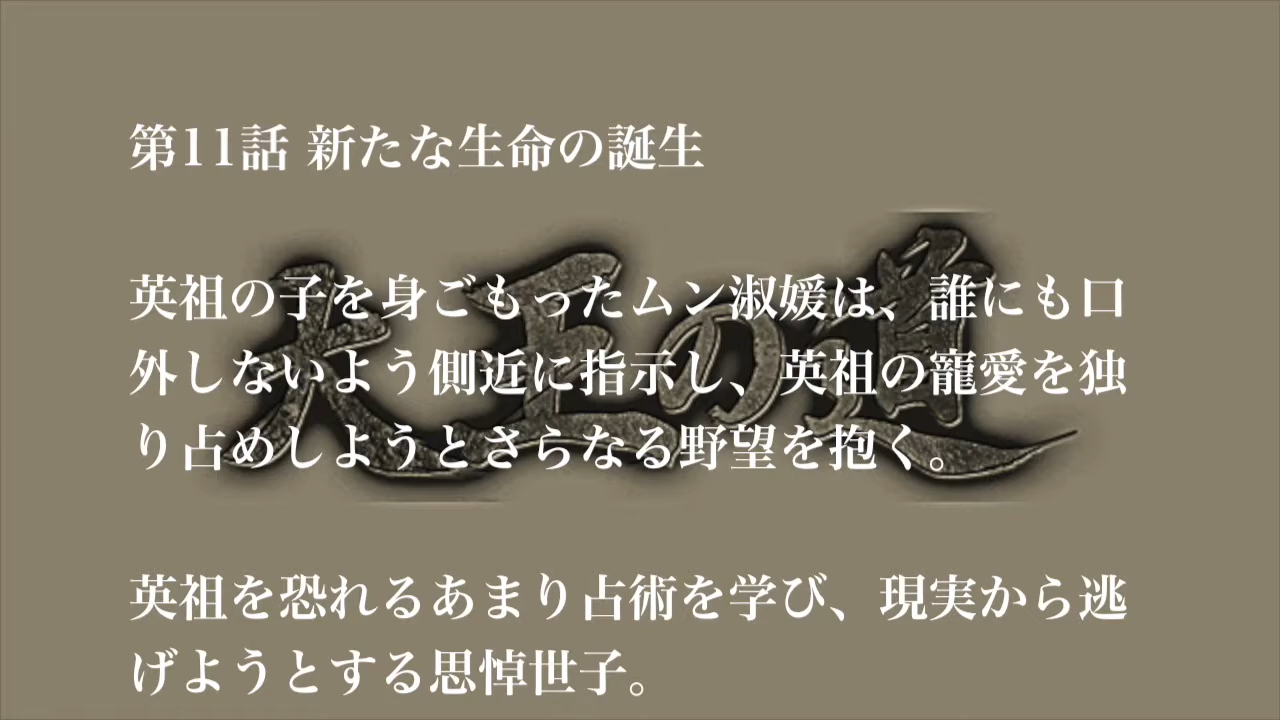 第11話 新たな生命の誕生
大王の道
英祖の子を身ごもったムン淑媛は、誰にも口
外しないよう側近に指示し、英祖の寵愛を独
り占めしようとさらなる野望を抱く。
英祖を恐れるあまり占術を学び、現実から逃
げようとする思悼世子。